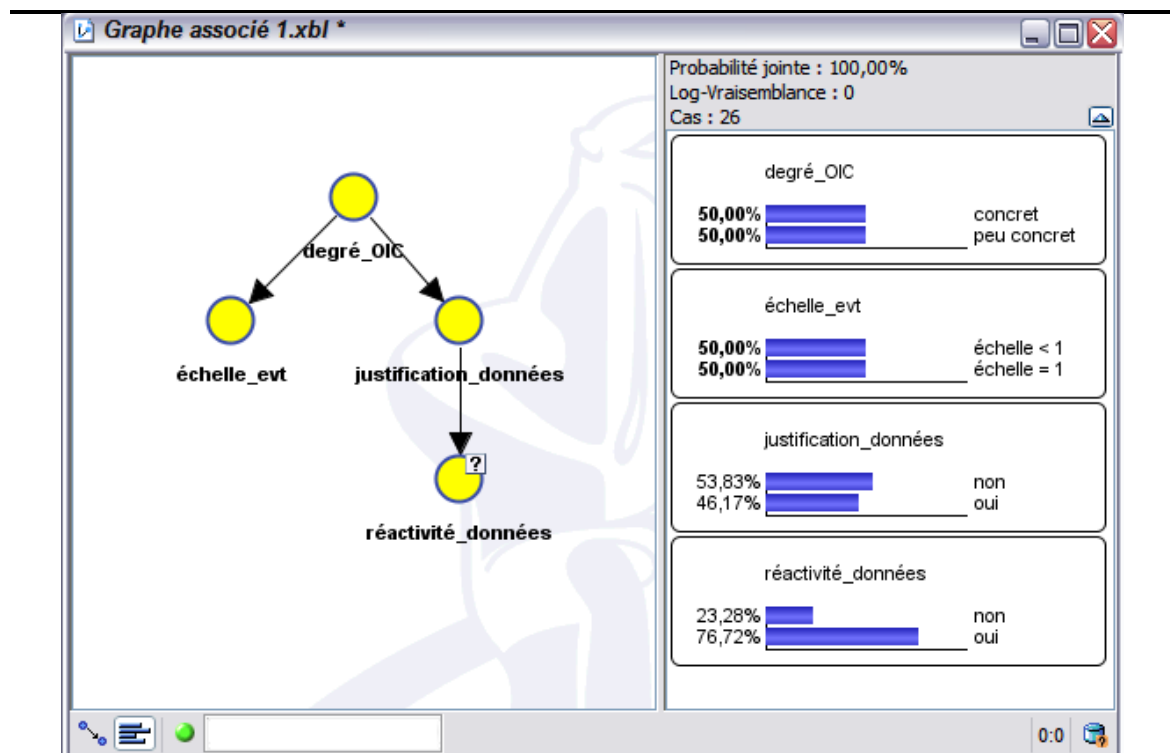 Graphe associé 1.xbl *
degré_OIC
échelle_evt
justification_données
?
réactivité_données
Probabilité jointe : 100,00%
Log-Vraisemblance : 0
Cas : 26
degré_OIC
50,00% concret
50,00% peu concret
échelle_evt
50,00% échelle < 1
50,00% échelle = 1
justification_données
53,83% non
46,17% oui
réactivité_données
23,28% non
76,72% oui
0:0